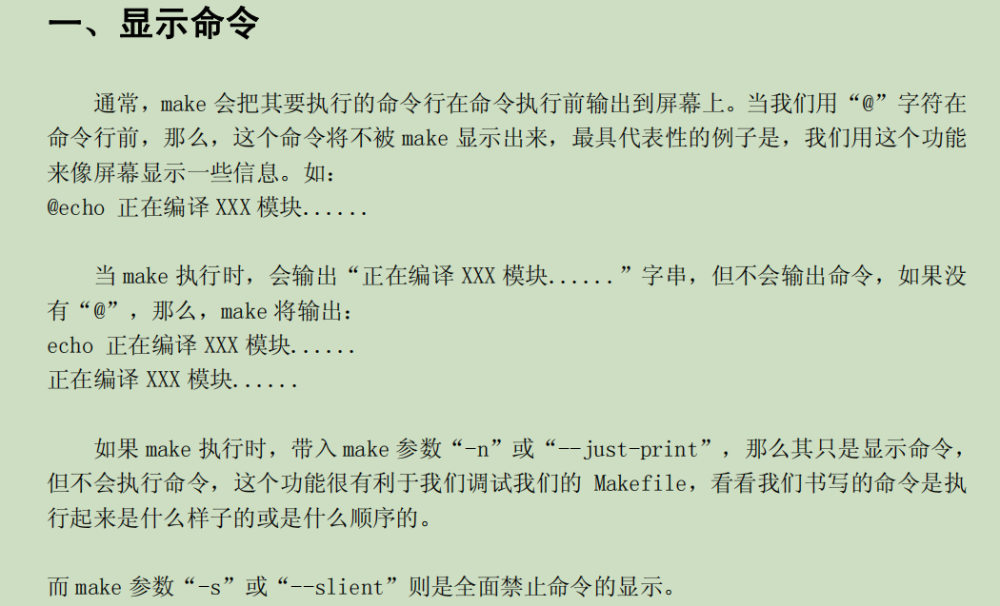 一、显示命令
通常，make 会把其要执行的命令行在命令执行前输出到屏幕上。当我们用“@”字符在
命令行前，那么，这个命令将不被 make 显示出来，最具代表性的例子是，我们用这个功能
来像屏幕显示一些信息。如：
@echo 正在编译 XXX 模块......
当 make 执行时，会输出“正在编译 XXX 模块......”字串，但不会输出命令，如果没
有“@”，那么，make 将输出：
echo 正在编译 XXX 模块......
正在编译 XXX 模块......
如果 make 执行时，带入 make 参数“-n”或“--just-print”，那么其只是显示命令，
但不会执行命令，这个功能很有利于我们调试我们的 Makefile，看看我们书写的命令是执
行起来是什么样子的或是什么顺序的。
而 make 参数“-s”或“--slient”则是全面禁止命令的显示。